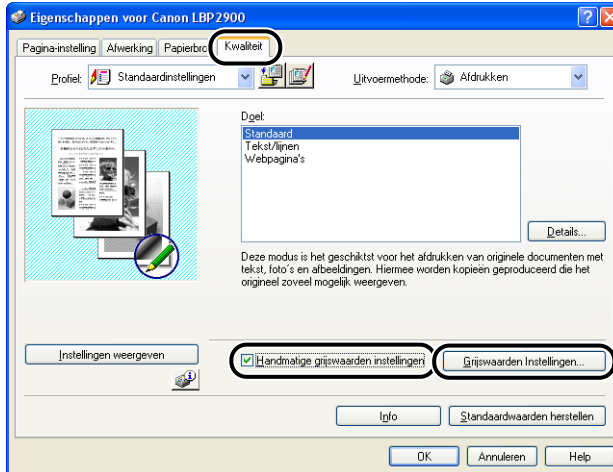 Eigenschappen voor Canon LBP2900
Pagina-instelling Afwerking Papierbro Kwaliteit
Profiel: Standaardinstellingen Uitvoermethode: Afdrukken
Doel:
Standaard
Tekst/lijnen
Webpagina's
Details...
Deze modus is het geschiktst voor het afdrukken van originele documenten met
tekst, foto's en afbeeldingen. Hiermee worden kopieën geproduceerd die het
origineel zoveel mogelijk weergeven.
Instellingen weergeven Handmatige grijswaarden instellingen Grijswaarden Instellingen...
Info Standaardwaarden herstellen
OK Annuleren Help